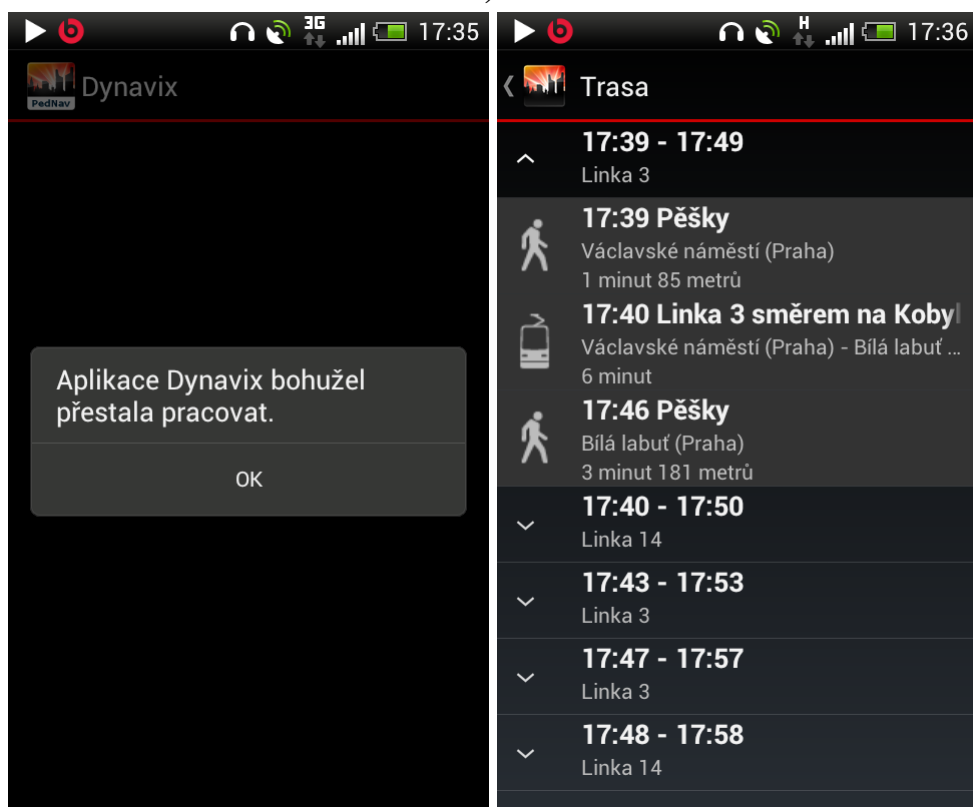 3G
17:35
PedNav
Dynavix
Aplikace Dynavix bohužel
přestala pracovat.
OK
H
17:36
Trasa
17:39 - 17:49
Linka 3
17:39 Pěšky
Václavské náměstí (Praha)
1 minut 85 metrů
17:40 Linka 3 směrem na Kobyl
Václavské náměstí (Praha) - Bílá labuť ...
6 minut
17:46 Pěšky
Bílá labuť (Praha)
3 minut 181 metrů
17:40 - 17:50
Linka 14
17:43 - 17:53
Linka 3
17:47 - 17:57
Linka 3
17:48 - 17:58
Linka 14